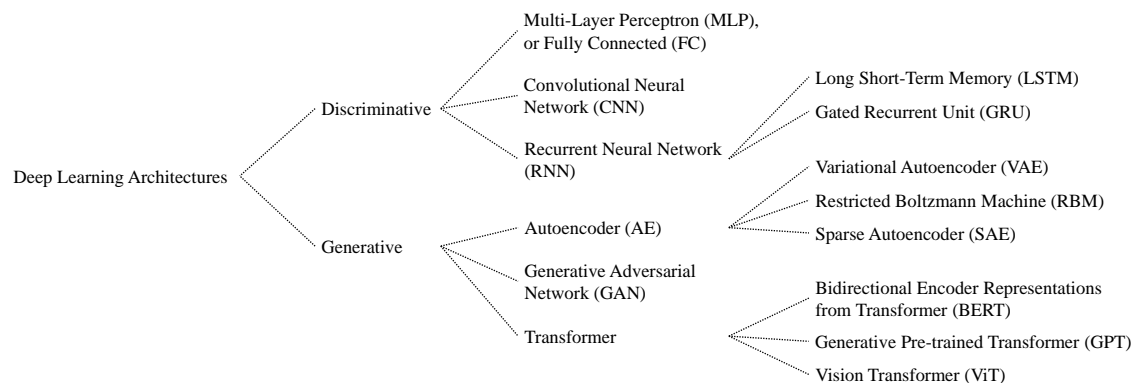 Deep Learning Architectures
Discriminative
Multi-Layer Perceptron (MLP),
or Fully Connected (FC)
Convolutional Neural
Network (CNN)
Recurrent Neural Network
(RNN)
Long Short-Term Memory (LSTM)
Gated Recurrent Unit (GRU)
Generative
Autoencoder (AE)
Variational Autoencoder (VAE)
Restricted Boltzmann Machine (RBM)
Sparse Autoencoder (SAE)
Generative Adversarial
Network (GAN)
Transformer
Bidirectional Encoder Representations
from Transformer (BERT)
Generative Pre-trained Transformer (GPT)
Vision Transformer (ViT)